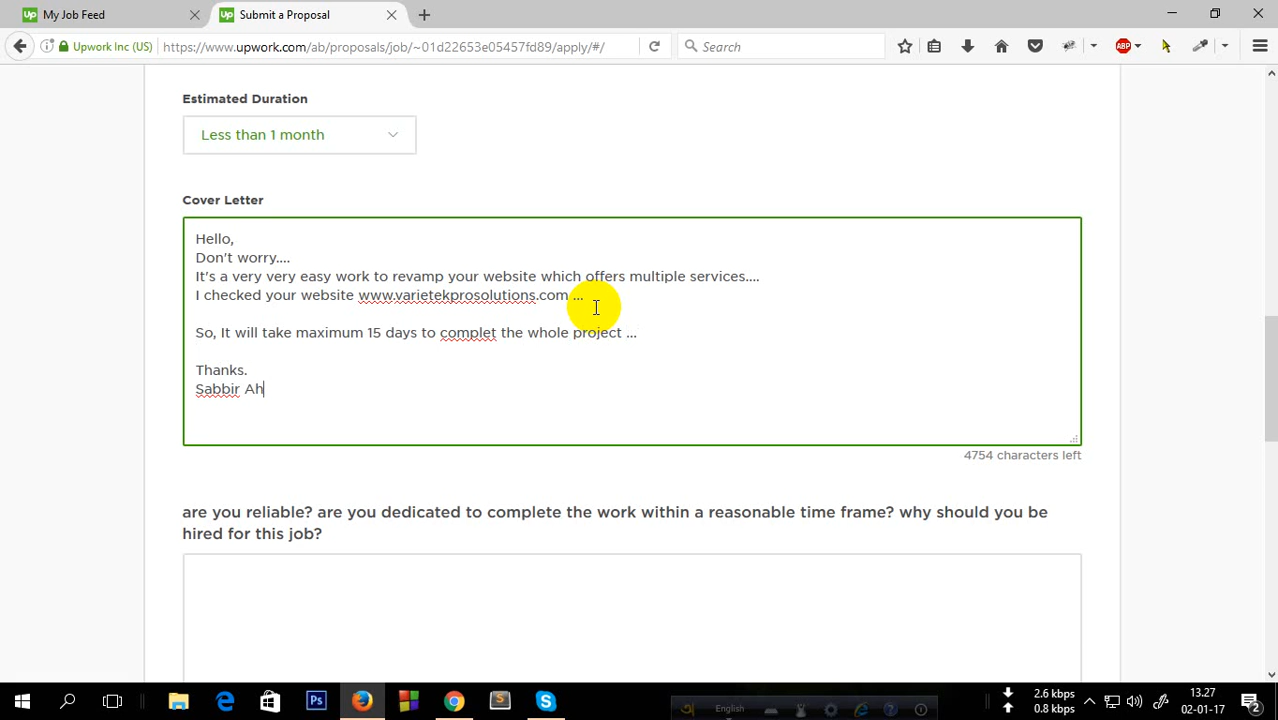 My Job Feed
Submit a Proposal
Upwork Inc (US)
https://www.upwork.com/ab/proposals/job/~01d22653e05457fd89/apply/#/
Search
ABP
Estimated Duration
Less than 1 month
Cover Letter
Hello,
Don't worry....
It's a very very easy work to revamp your website which offers multiple services....
I checked your website www.varietekprosolutions.com ...
So, It will take maximum 15 days to complet the whole project ...
Thanks.
Sabbir Ah
4754 characters left
are you reliable? are you dedicated to complete the work within a reasonable time frame? why should you be
hired for this job?
English
2.6 kbps
0.8 kbps
13.27
02-01-17
2